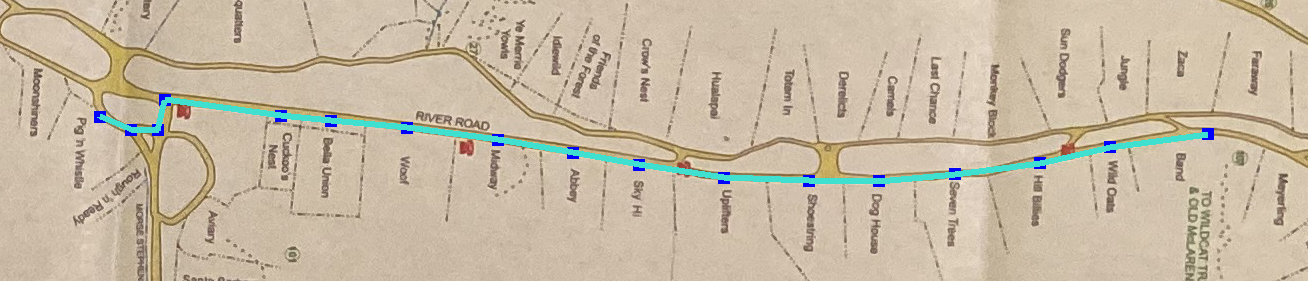 quatters
Ye Merrie
Yowls
Idlewild
Friends
of the Forest
Crow's Nest
Hualapai
Totem In
Derelicts
Camels
Last Chance
Monkey Block
Sun Dodgers
Jungle
Zaca
Faraway
Moonshiners
Pig 'n Whistle
Rough 'n Ready
MORSE STEPHENS
Aviary
Cuckoo's
Nest
Bella Union
Woof
RIVER ROAD
Midway
Abbey
Sky Hi
Uplifters
Shoestring
Dog House
Seven Trees
Hill Billies
Wild Oats
Band
TO WILDCAT TR.
& OLD McLAREN
Meyerling
101
27